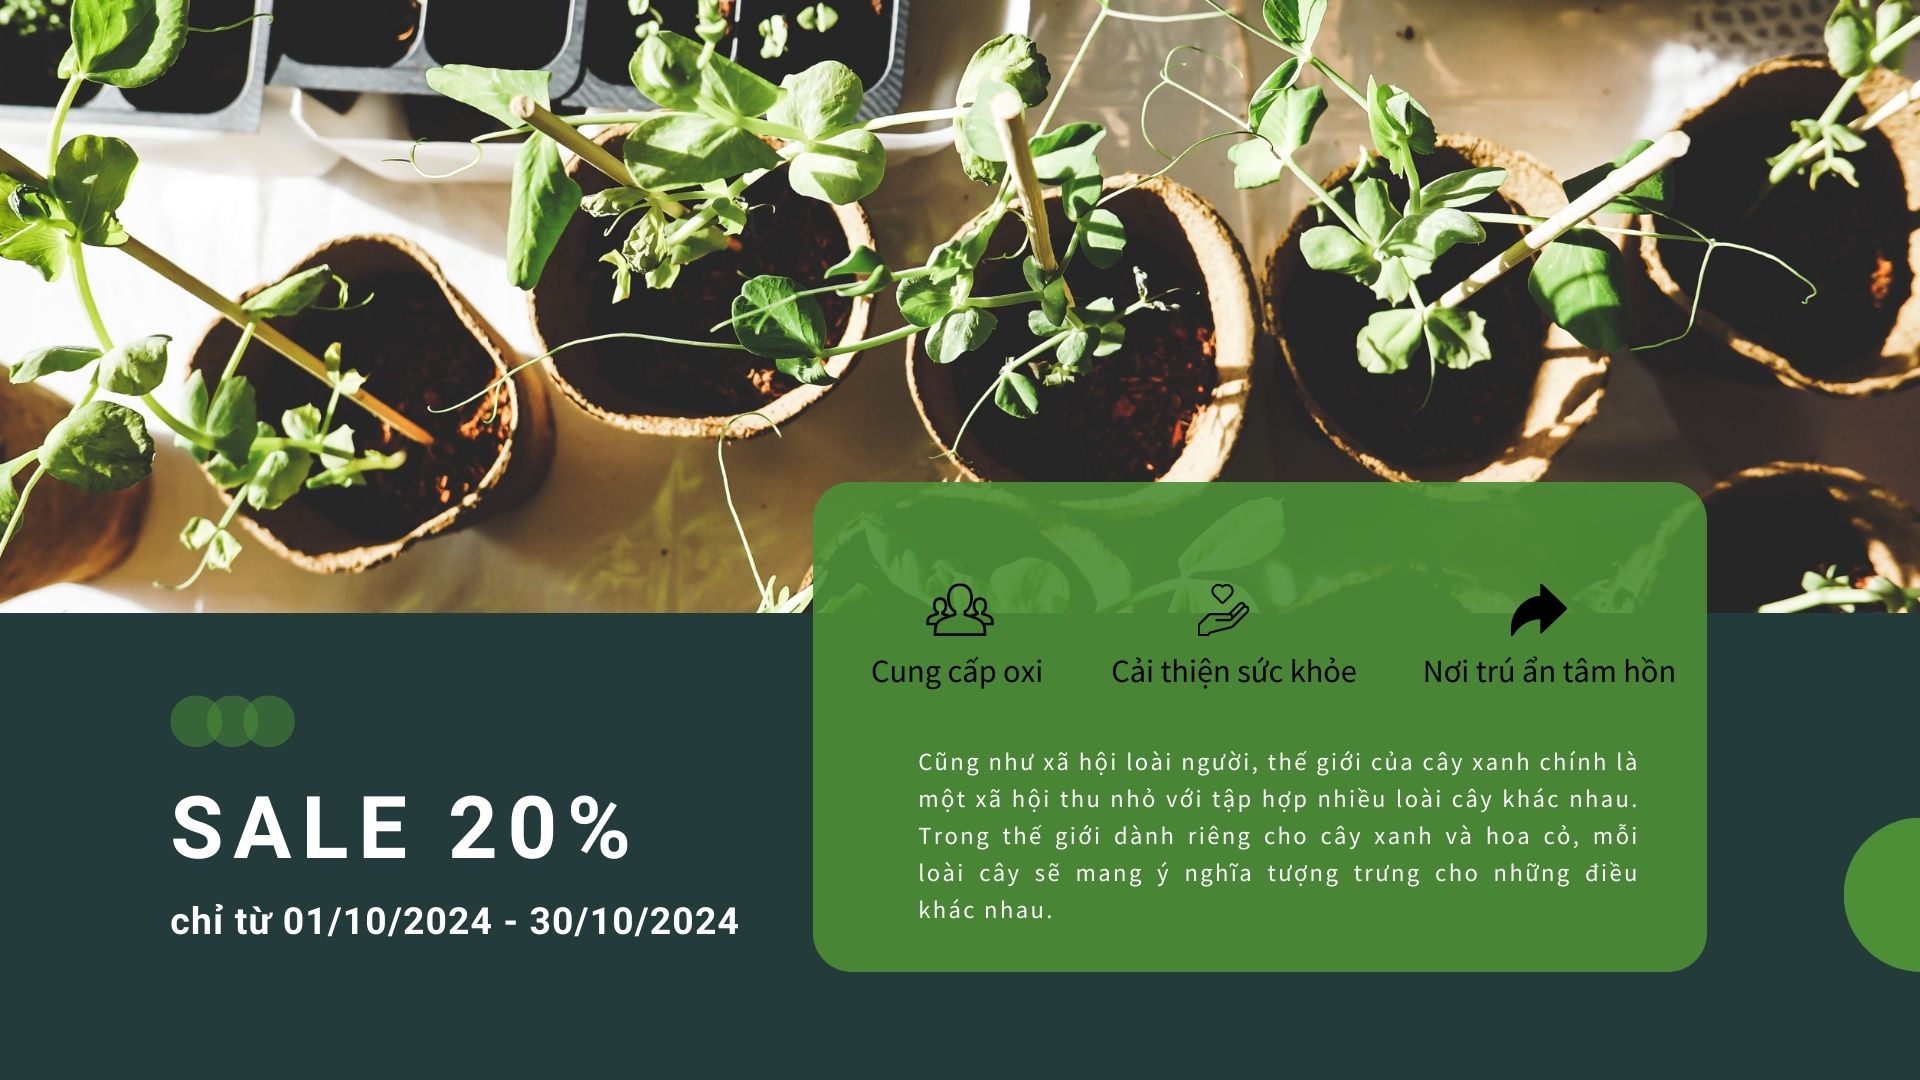 Cung cấp oxi
Cải thiện sức khỏe
Nơi trú ẩn tâm hồn
SALE 20%
chỉ từ 01/10/2024 - 30/10/2024
Cũng như xã hội loài người, thế giới của cây xanh chính là
một xã hội thu nhỏ với tập hợp nhiều loài cây khác nhau.
Trong thế giới dành riêng cho cây xanh và hoa cỏ, mỗi
loài cây sẽ mang ý nghĩa tượng trưng cho những điều
khác nhau.